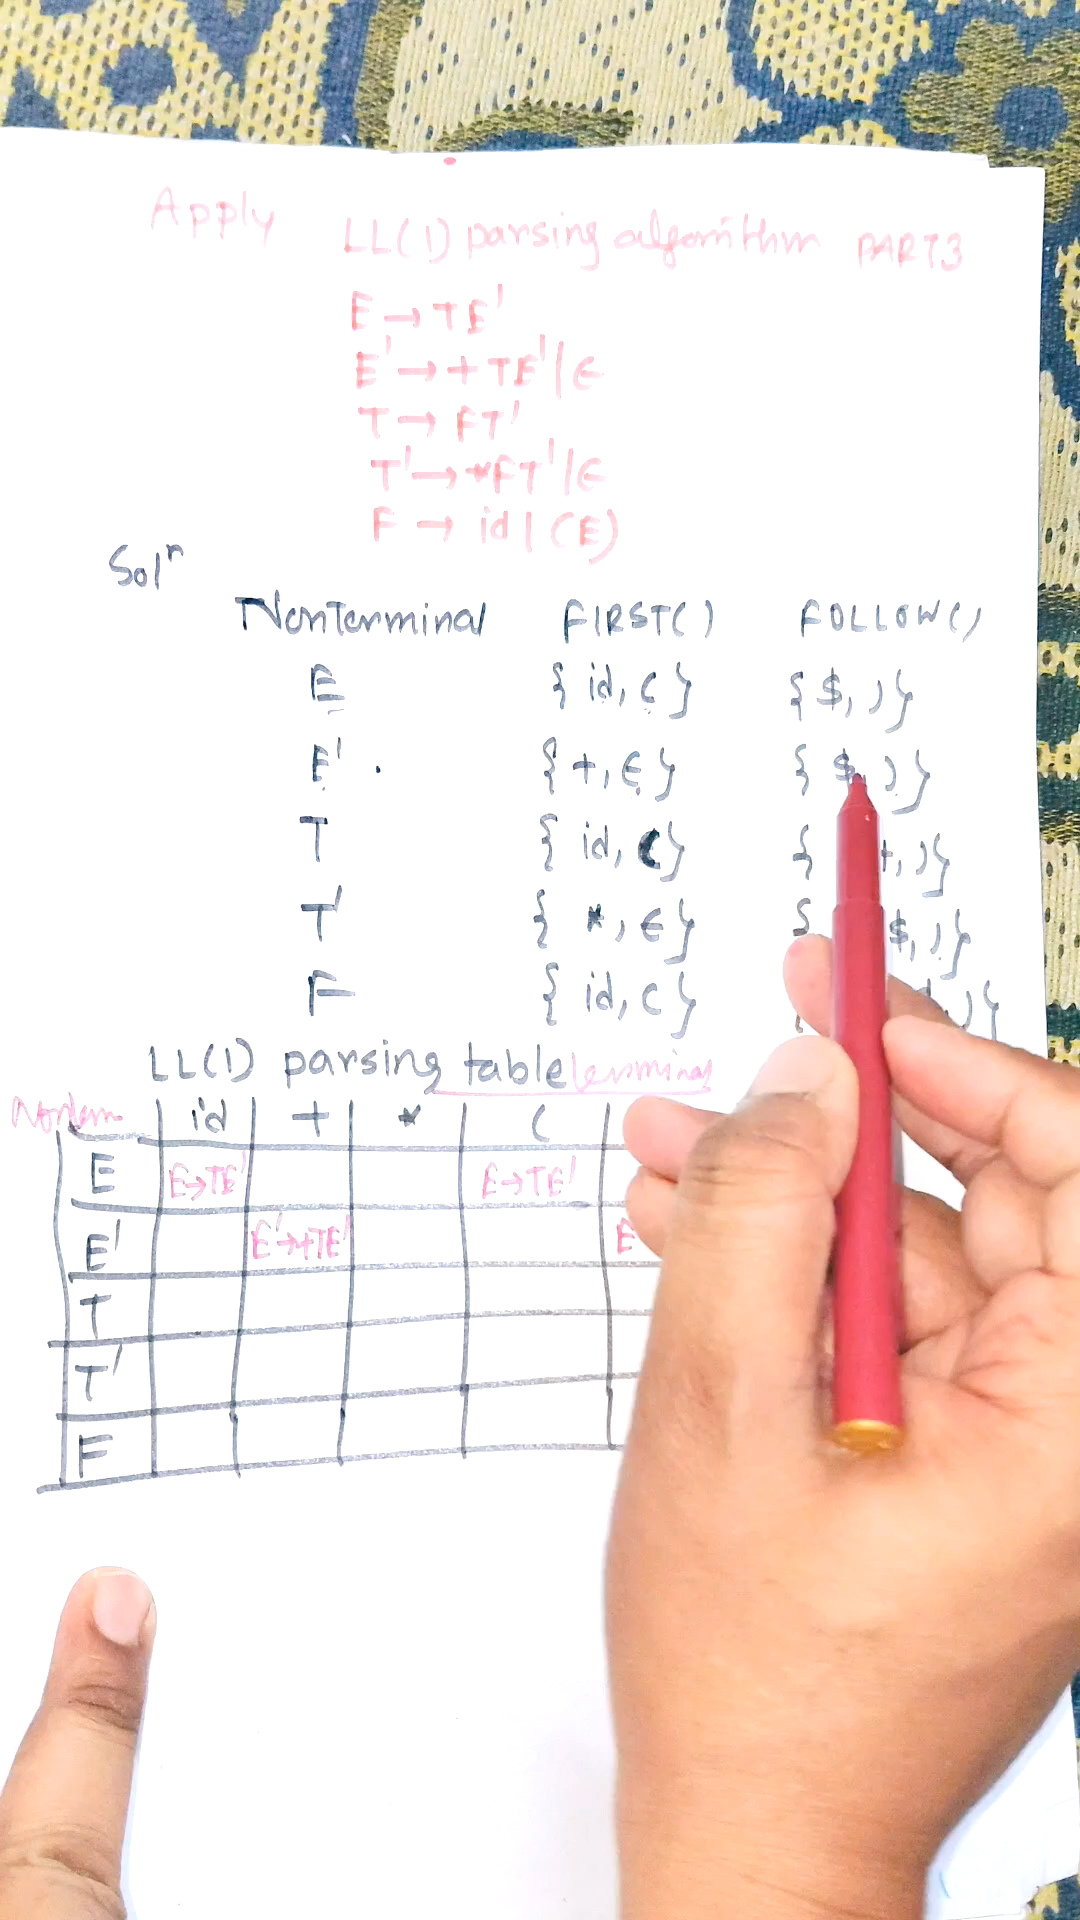 Apply LL(1) parsing algorithm PART3
E → TE'
E' → +TE' | ε
T → FT'
T' → *FT' | ε
F → id | (E)
Solⁿ
NonTerminal FIRST() FOLLOW()
E { id, ( } { $, ) }
E' . { +, ε } { $, ) }
T { id, ( } { +, ) }
T' { *, ε } { $, ) }
F { id, ( } ) }
LL(1) parsing table terminal
Nonterm id + * (
E E→TE' E→TE'
E' E'→+TE' E
T
T'
F